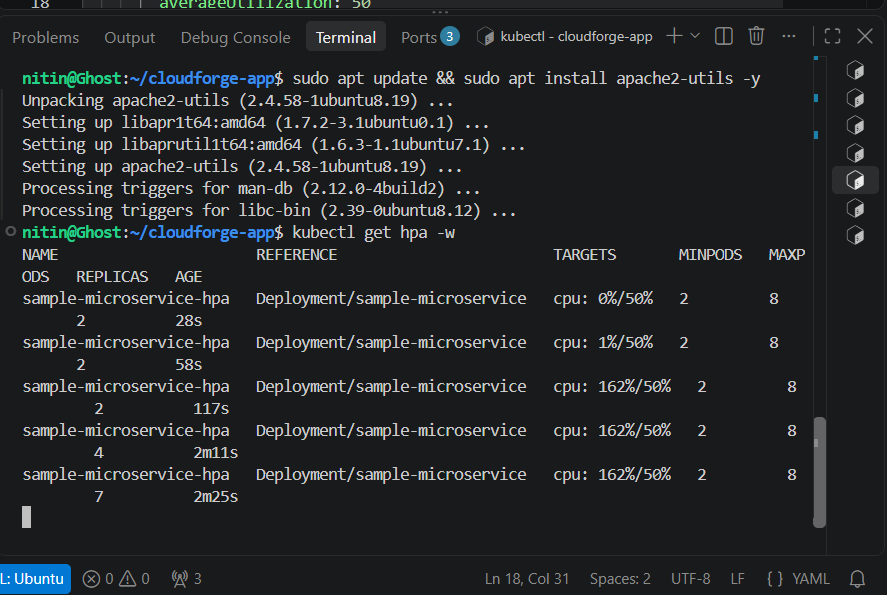 18 averageUtilization: 50
Problems Output Debug Console Terminal Ports 3 kubectl - cloudforge-app
nitin@Ghost:~/cloudforge-app$ sudo apt update && sudo apt install apache2-utils -y
Unpacking apache2-utils (2.4.58-1ubuntu8.19) ...
Setting up libapr1t64:amd64 (1.7.2-3.1ubuntu0.1) ...
Setting up libaprutil1t64:amd64 (1.6.3-1.1ubuntu7.1) ...
Setting up apache2-utils (2.4.58-1ubuntu8.19) ...
Processing triggers for man-db (2.12.0-4build2) ...
Processing triggers for libc-bin (2.39-0ubuntu8.12) ...
nitin@Ghost:~/cloudforge-app$ kubectl get hpa -w
NAME REFERENCE TARGETS MINPODS MAXP
ODS REPLICAS AGE
sample-microservice-hpa Deployment/sample-microservice cpu: 0%/50% 2 8
2 28s
sample-microservice-hpa Deployment/sample-microservice cpu: 1%/50% 2 8
2 58s
sample-microservice-hpa Deployment/sample-microservice cpu: 162%/50% 2 8
2 117s
sample-microservice-hpa Deployment/sample-microservice cpu: 162%/50% 2 8
4 2m11s
sample-microservice-hpa Deployment/sample-microservice cpu: 162%/50% 2 8
7 2m25s
L: Ubuntu 0 0 3 Ln 18, Col 31 Spaces: 2 UTF-8 LF { } YAML